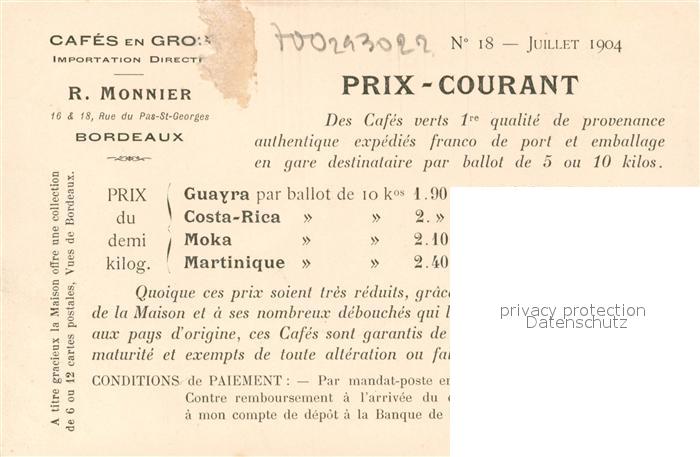 CAFÉS EN GROS
IMPORTATION DIRECTE
R. MONNIER
16 & 18, Rue du Pas-St-Georges
BORDEAUX
700293022
N° 18 — JUILLET 1904
PRIX-COURANT
Des Cafés verts 1re qualité de provenance
authentique expédiés franco de port et emballage
en gare destinataire par ballot de 5 ou 10 kilos.
PRIX du demi kilog.
Guayra par ballot de 10 kos 1.90
Costa-Rica » » 2. »
Moka » » 2.10
Martinique » » 2.40
Quoique ces prix soient très réduits, grâc
de la Maison et à ses nombreux débouchés qui l
aux pays d'origine, ces Cafés sont garantis de
maturité et exempts de toute altération ou fal
CONDITIONS de PAIEMENT : — Par mandat-poste en
Contre remboursement à l'arrivée du
à mon compte de dépôt à la Banque de
A titre gracieux la Maison offre une collection
de 6 ou 12 cartes postales, Vues de Bordeaux.
privacy protection
Datenschutz